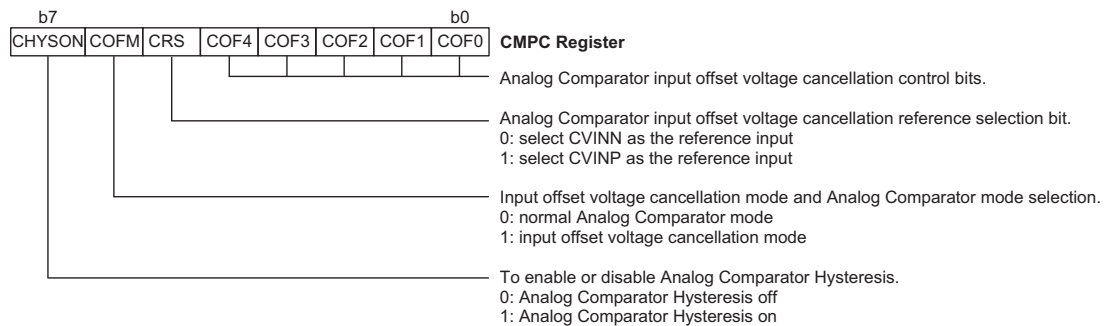 b7 b0
CHYSON COFM CRS COF4 COF3 COF2 COF1 COF0 CMPC Register
Analog Comparator input offset voltage cancellation control bits.
Analog Comparator input offset voltage cancellation reference selection bit.
0: select CVINN as the reference input
1: select CVINP as the reference input
Input offset voltage cancellation mode and Analog Comparator mode selection.
0: normal Analog Comparator mode
1: input offset voltage cancellation mode
To enable or disable Analog Comparator Hysteresis.
0: Analog Comparator Hysteresis off
1: Analog Comparator Hysteresis on